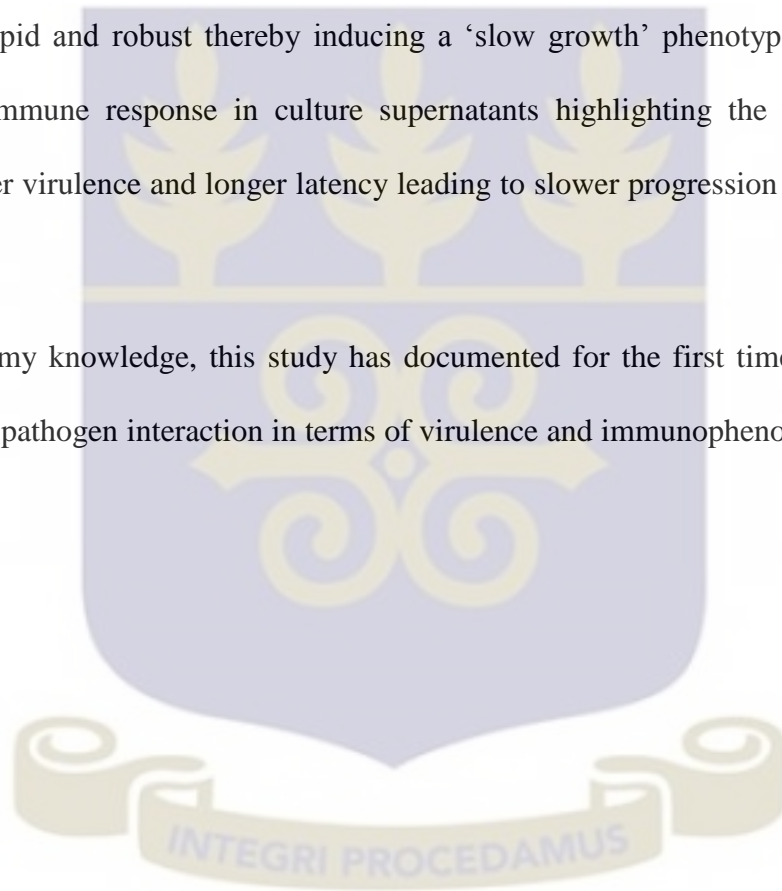 pid and robust thereby inducing a ‘slow growth’ phenotyp
mmune response in culture supernatants highlighting the
er virulence and longer latency leading to slower progression
my knowledge, this study has documented for the first time
pathogen interaction in terms of virulence and immunopheno
INTEGRI PROCEDAMUS